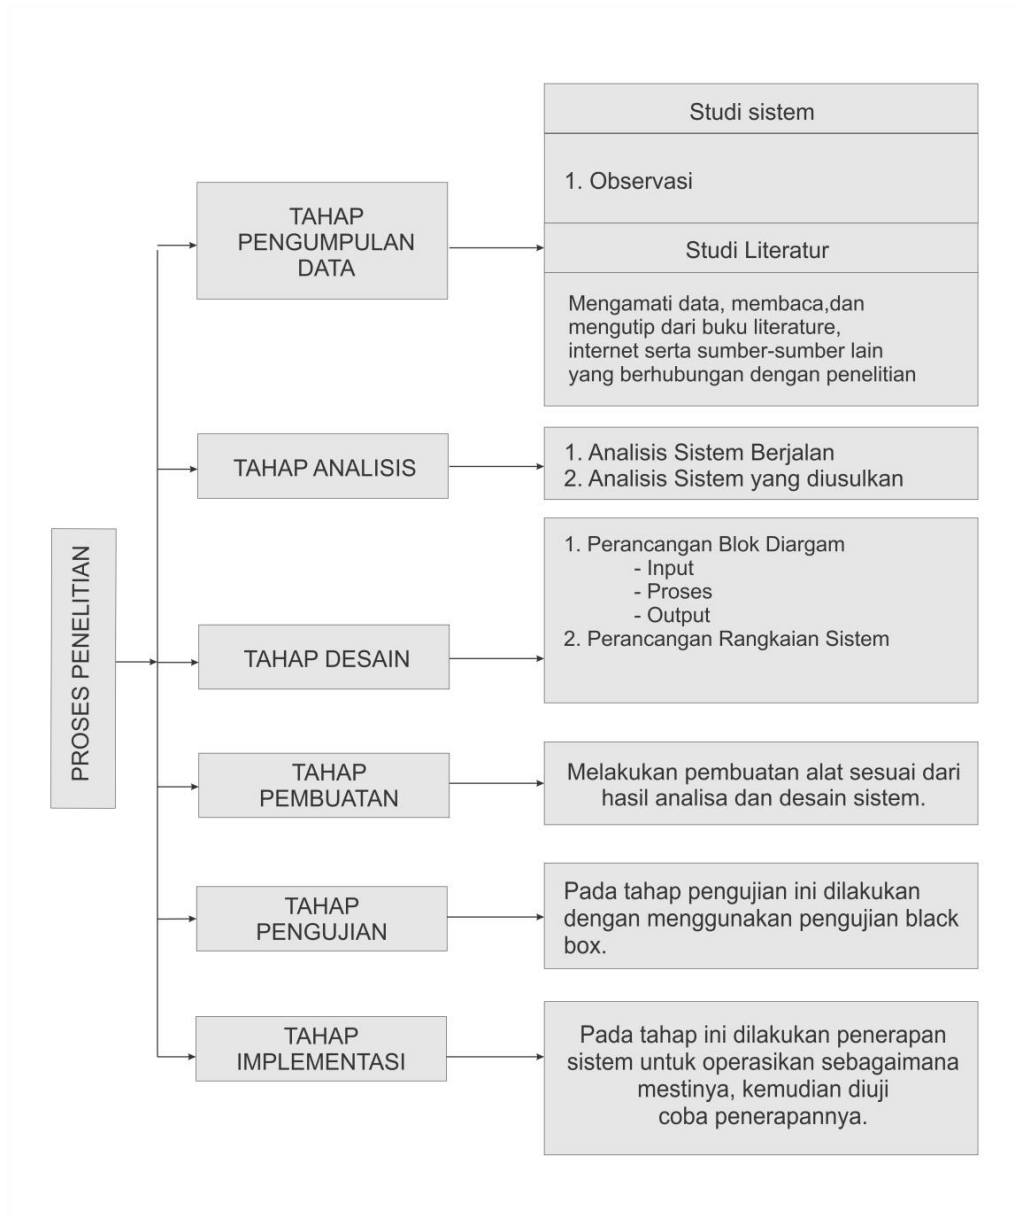 PROSES PENELITIAN
TAHAP
PENGUMPULAN
DATA
Studi sistem
1. Observasi
Studi Literatur
Mengamati data, membaca,dan
mengutip dari buku literature,
internet serta sumber-sumber lain
yang berhubungan dengan penelitian
TAHAP ANALISIS
1. Analisis Sistem Berjalan
2. Analisis Sistem yang diusulkan
TAHAP DESAIN
1. Perancangan Blok Diargam
- Input
- Proses
- Output
2. Perancangan Rangkaian Sistem
TAHAP
PEMBUATAN
Melakukan pembuatan alat sesuai dari
hasil analisa dan desain sistem.
TAHAP
PENGUJIAN
Pada tahap pengujian ini dilakukan
dengan menggunakan pengujian black
box.
TAHAP
IMPLEMENTASI
Pada tahap ini dilakukan penerapan
sistem untuk operasikan sebagaimana
mestinya, kemudian diuji
coba penerapannya.